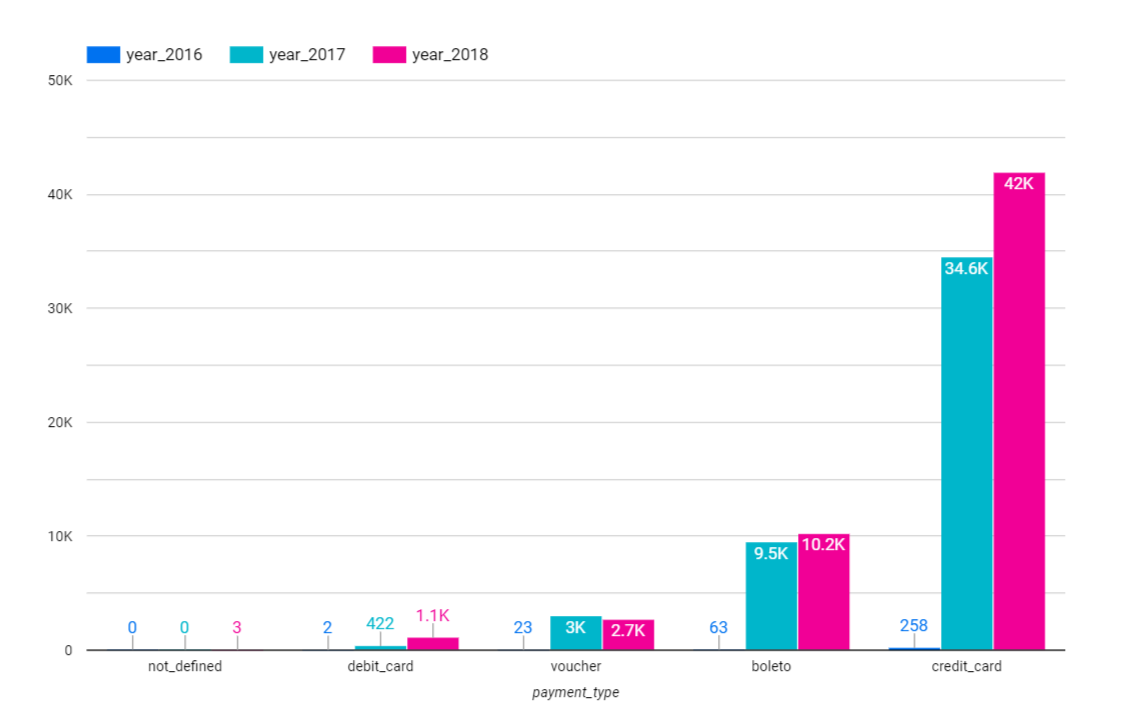 year_2016 year_2017 year_2018
50K
40K
30K
20K
10K
0
0 0 3
2 422 1.1K
23 3K 2.7K
63 9.5K 10.2K
258 34.6K 42K
not_defined debit_card voucher boleto credit_card
payment_type